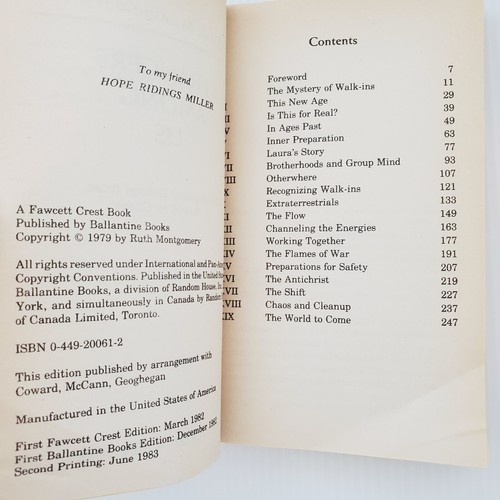 To my friend
HOPE RIDINGS MILLER
A Fawcett Crest Book
Published by Ballantine Books
Copyright © 1979 by Ruth Montgomery
All rights reserved under International and Pan-
Copyright Conventions. Published in the United
Ballantine Books, a division of Random House, Inc.
York, and simultaneously in Canada by Random
of Canada Limited, Toronto.
ISBN 0-449-20061-2
This edition published by arrangement with
Coward, McCann, Geoghegan
Manufactured in the United States of America
First Fawcett Crest Edition: March 1982
First Ballantine Books Edition: December 1982
Second Printing: June 1983
Contents
Foreword 7
The Mystery of Walk-ins 11
This New Age 29
Is This for Real? 39
In Ages Past 49
Inner Preparation 63
Laura's Story 77
Brotherhoods and Group Mind 93
Otherwhere 107
Recognizing Walk-ins 121
Extraterrestrials 133
The Flow 149
Channeling the Energies 163
Working Together 177
The Flames of War 191
Preparations for Safety 207
The Antichrist 219
The Shift 227
Chaos and Cleanup 237
The World to Come 247